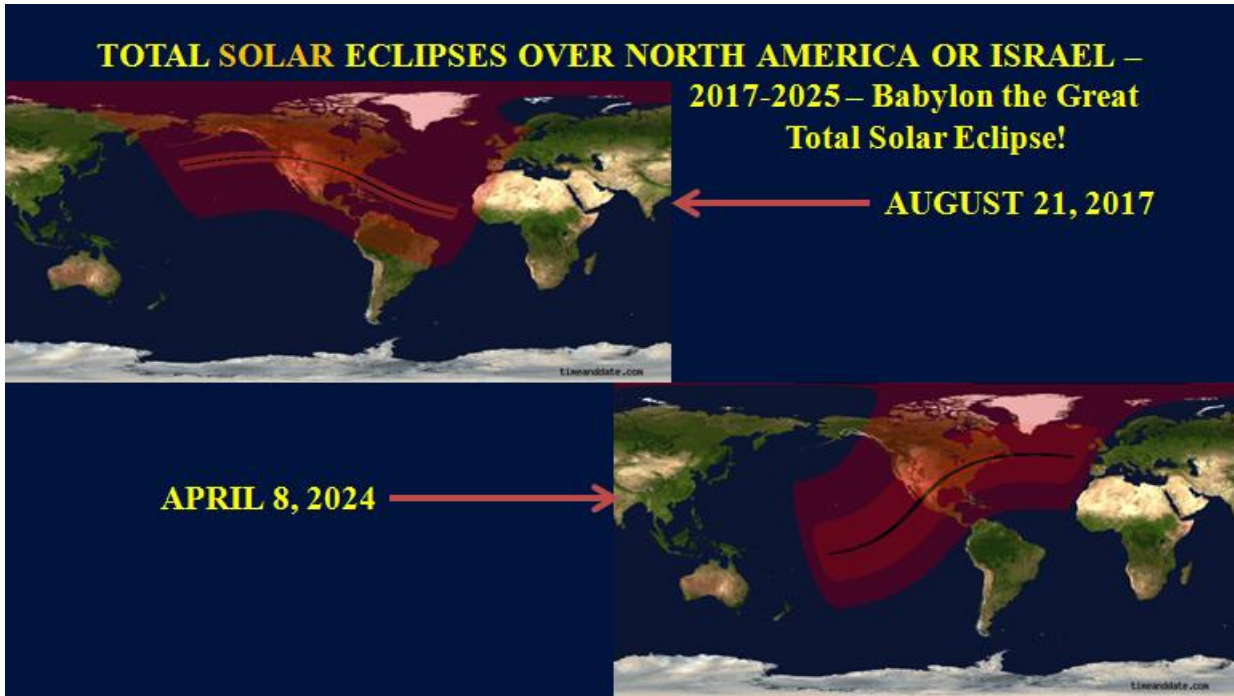 TOTAL SOLAR ECLIPSES OVER NORTH AMERICA OR ISRAEL –
2017-2025 – Babylon the Great
Total Solar Eclipse!
AUGUST 21, 2017
timeanddate.com
APRIL 8, 2024
timeanddate.com